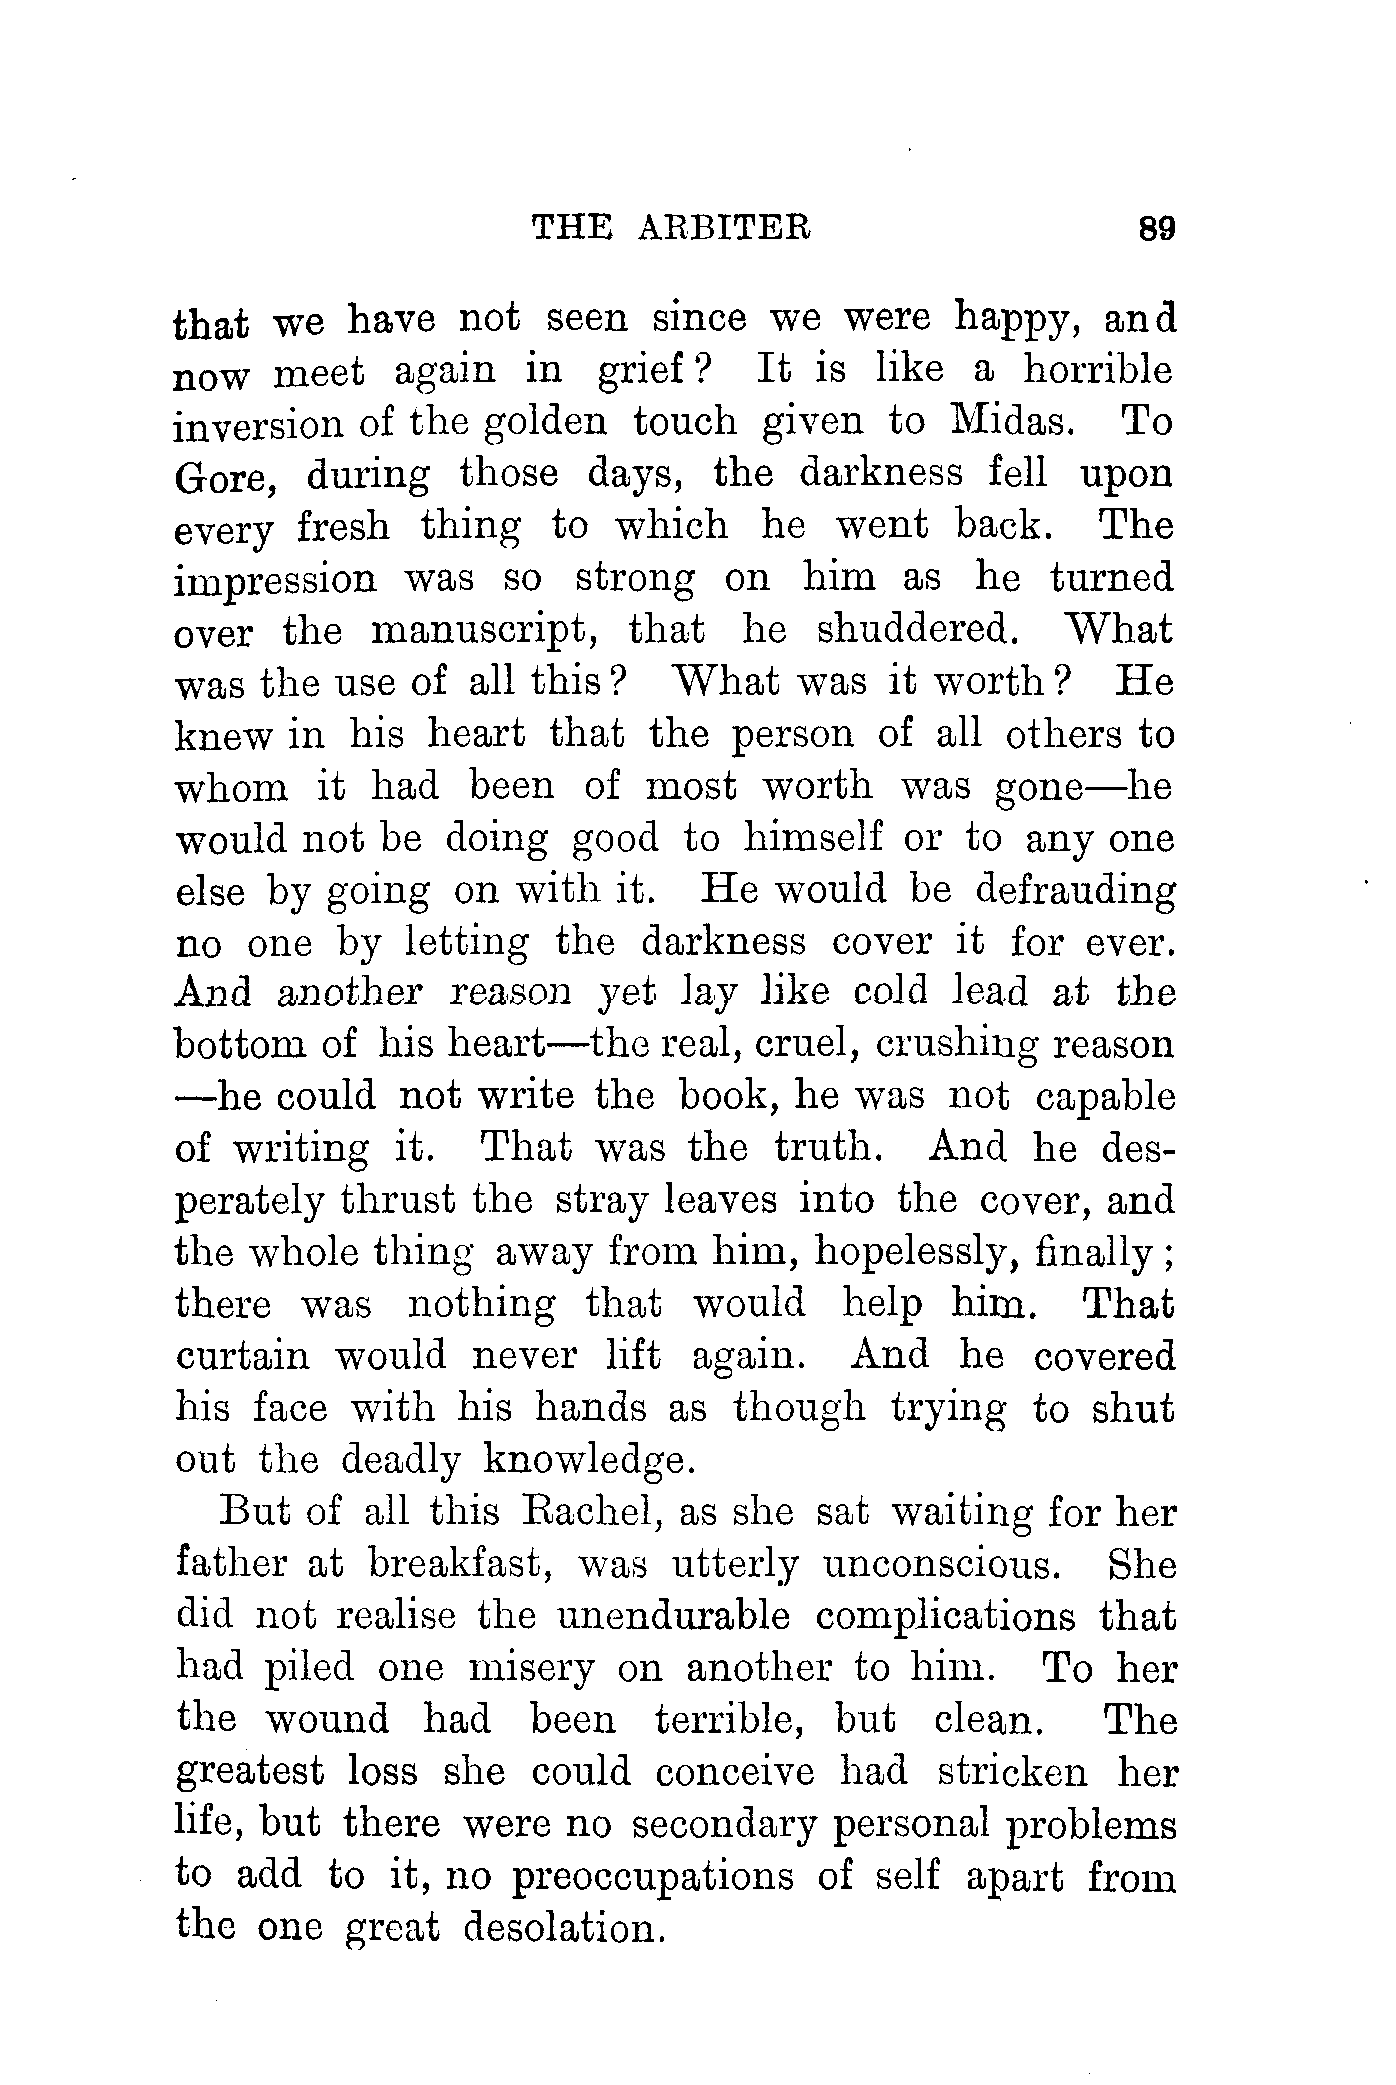 THE ARBITER 89
that we have not seen since we were happy, and
now meet again in grief? It is like a horrible
inversion of the golden touch given to Midas. To
Gore, during those days, the darkness fell upon
every fresh thing to which he went back. The
impression was so strong on him as he turned
over the manuscript, that he shuddered. What
was the use of all this? What was it worth? He
knew in his heart that the person of all others to
whom it had been of most worth was gone—he
would not be doing good to himself or to any one
else by going on with it. He would be defrauding
no one by letting the darkness cover it for ever.
And another reason yet lay like cold lead at the
bottom of his heart—the real, cruel, crushing reason
—he could not write the book, he was not capable
of writing it. That was the truth. And he des-
perately thrust the stray leaves into the cover, and
the whole thing away from him, hopelessly, finally;
there was nothing that would help him. That
curtain would never lift again. And he covered
his face with his hands as though trying to shut
out the deadly knowledge.
But of all this Rachel, as she sat waiting for her
father at breakfast, was utterly unconscious. She
did not realise the unendurable complications that
had piled one misery on another to him. To her
the wound had been terrible, but clean. The
greatest loss she could conceive had stricken her
life, but there were no secondary personal problems
to add to it, no preoccupations of self apart from
the one great desolation.